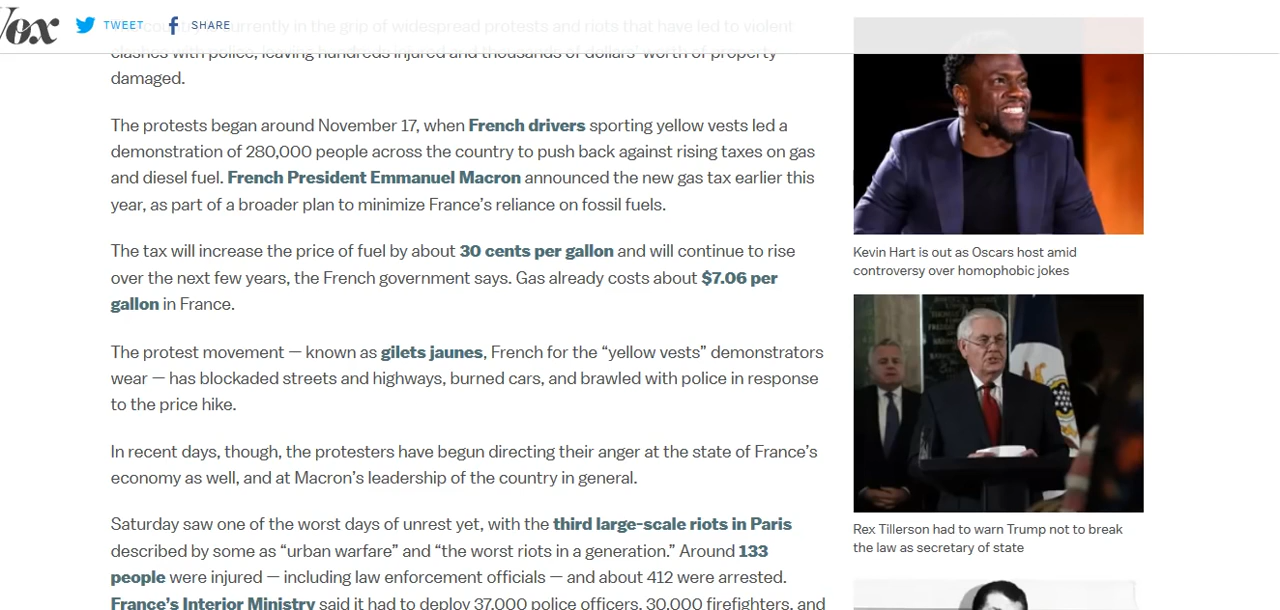 Vox
TWEET
SHARE
country currently in the grip of widespread protests and riots that have led to violent
clashes with police, leaving hundreds injured and thousands of dollars' worth of property
damaged.
The protests began around November 17, when French drivers sporting yellow vests led a
demonstration of 280,000 people across the country to push back against rising taxes on gas
and diesel fuel. French President Emmanuel Macron announced the new gas tax earlier this
year, as part of a broader plan to minimize France's reliance on fossil fuels.
The tax will increase the price of fuel by about 30 cents per gallon and will continue to rise
over the next few years, the French government says. Gas already costs about $7.06 per
gallon in France.
The protest movement — known as gilets jaunes, French for the “yellow vests” demonstrators
wear — has blockaded streets and highways, burned cars, and brawled with police in response
to the price hike.
In recent days, though, the protesters have begun directing their anger at the state of France's
economy as well, and at Macron's leadership of the country in general.
Saturday saw one of the worst days of unrest yet, with the third large-scale riots in Paris
described by some as “urban warfare” and “the worst riots in a generation.” Around 133
people were injured — including law enforcement officials — and about 412 were arrested.
France's Interior Ministry said it had to deploy 37,000 police officers, 30,000 firefighters, and
Kevin Hart is out as Oscars host amid
controversy over homophobic jokes
Rex Tillerson had to warn Trump not to break
the law as secretary of state